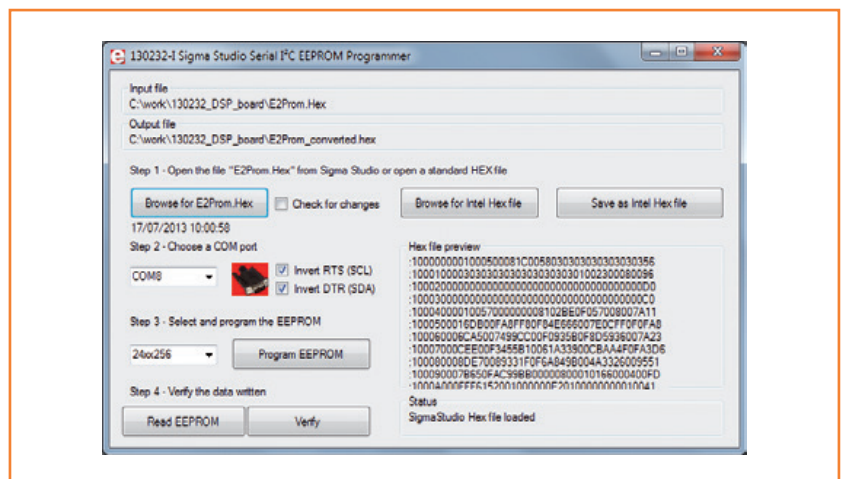 130232-I Sigma Studio Serial I²C EEPROM Programmer
Input file
C:\work\130232_DSP_board\E2Prom.Hex
Output file
C:\work\130232_DSP_board\E2Prom_converted.hex
Step 1 - Open the file "E2Prom.Hex" from Sigma Studio or open a standard HEX file
Browse for E2Prom.Hex
Check for changes
Browse for Intel Hex file
Save as Intel Hex file
17/07/2013 10:00:58
Step 2 - Choose a COM port
COM8
Invert RTS (SCL)
Invert DTR (SDA)
Step 3 - Select and program the EEPROM
24xx256
Program EEPROM
Step 4 - Verify the data written
Read EEPROM
Verify
Hex file preview
:1000500016DB00FA8FF80F84E666007E0CFF0F0FA8
:100060006CA5007499CC00F0935B0F8D5936007A23
:10007000CEE00F3455B10061A33900CBAA4F0FA3D6
:100080008DE70089331F0F6A849B004A3326009551
Status
SigmaStudio Hex file loaded